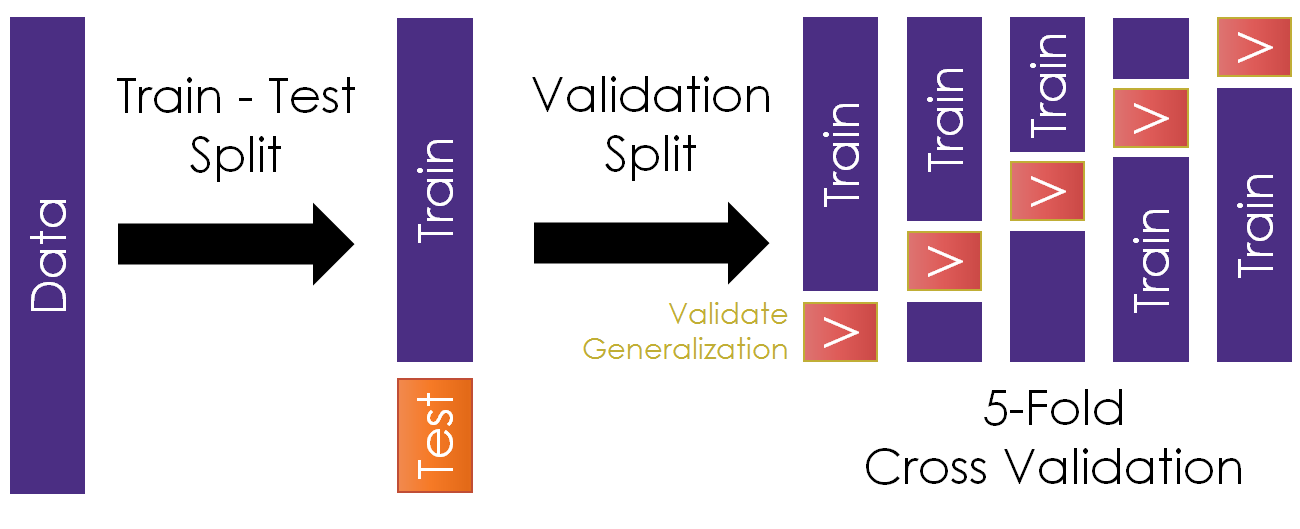 Data
Train - Test
Split
Train
Test
Validation
Split
Validate
Generalization
Train
V
Train
V
Train
V
V
Train
V
Train
5-Fold
Cross Validation